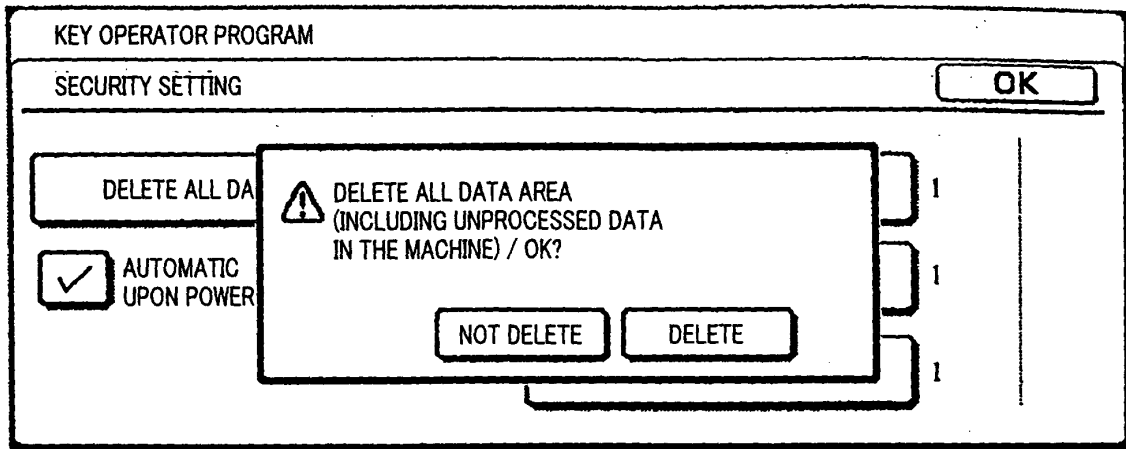 KEY OPERATOR PROGRAM
SECURITY SETTING
OK
DELETE ALL DA
1
DELETE ALL DATA AREA
(INCLUDING UNPROCESSED DATA
IN THE MACHINE) / OK?
AUTOMATIC
UPON POWER
1
NOT DELETE
DELETE
1